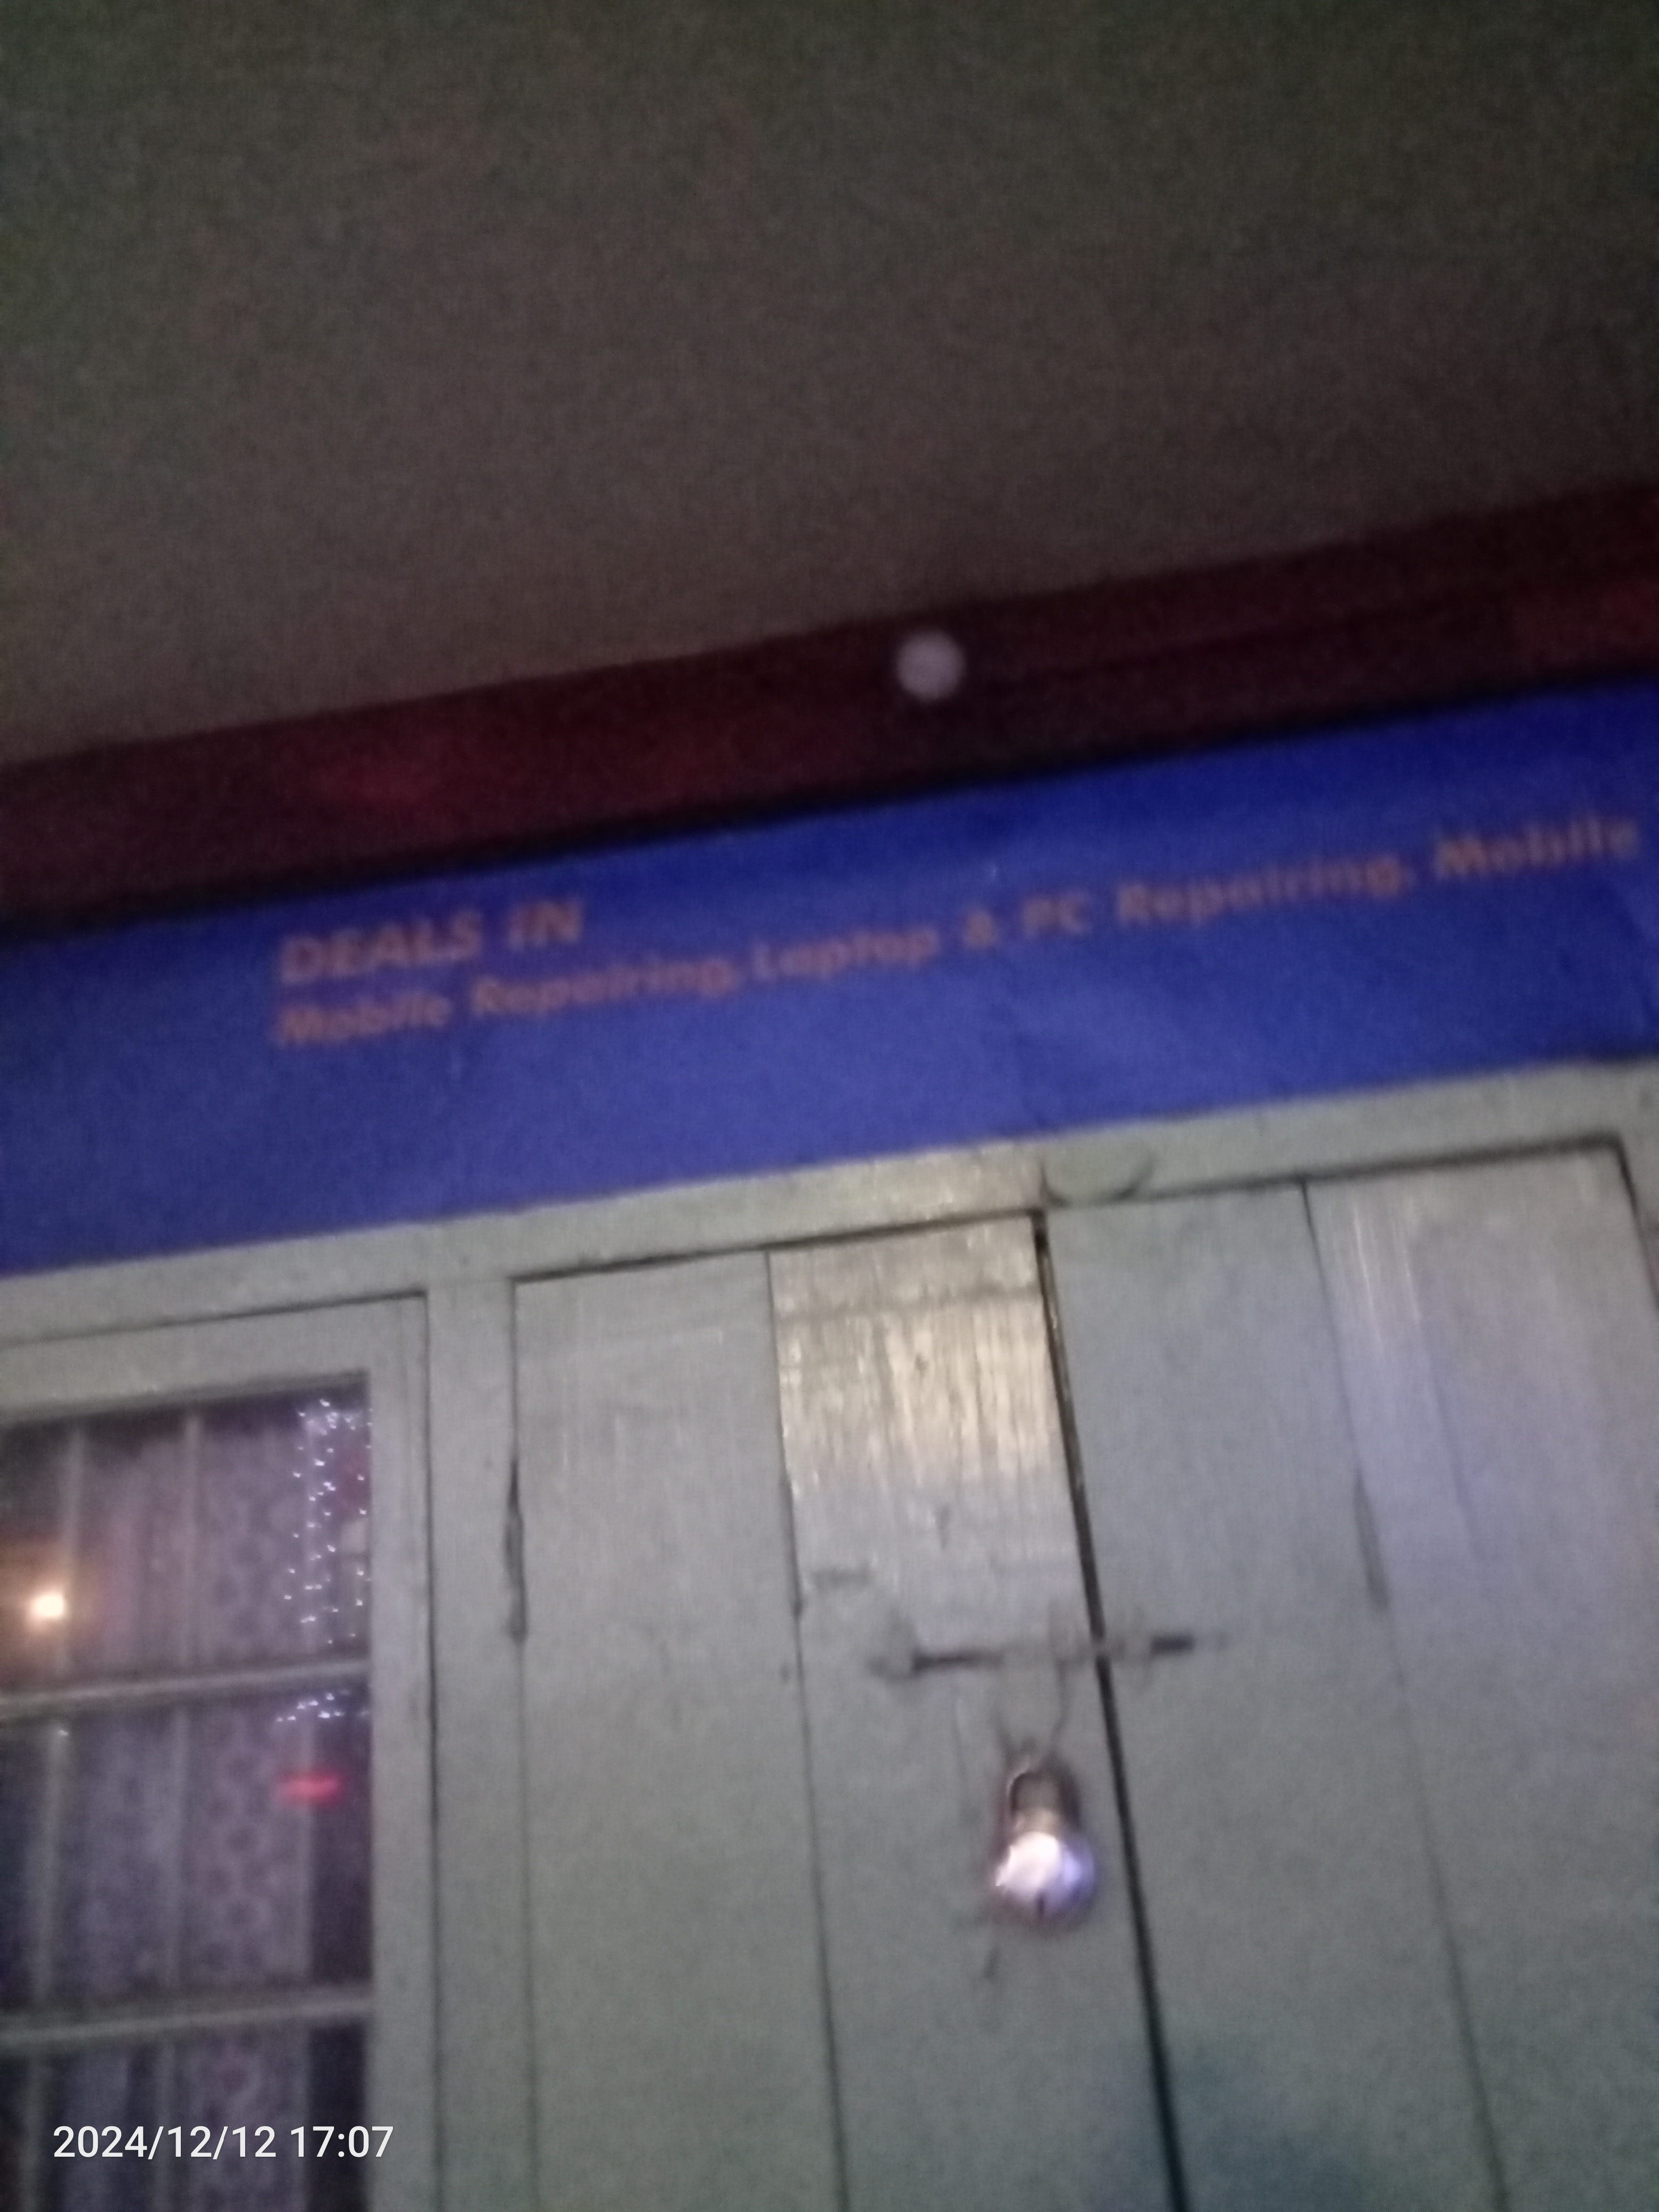 DEALS IN
Mobile Repairing, Laptop & PC Repairing, Mobile
2024/12/12 17:07